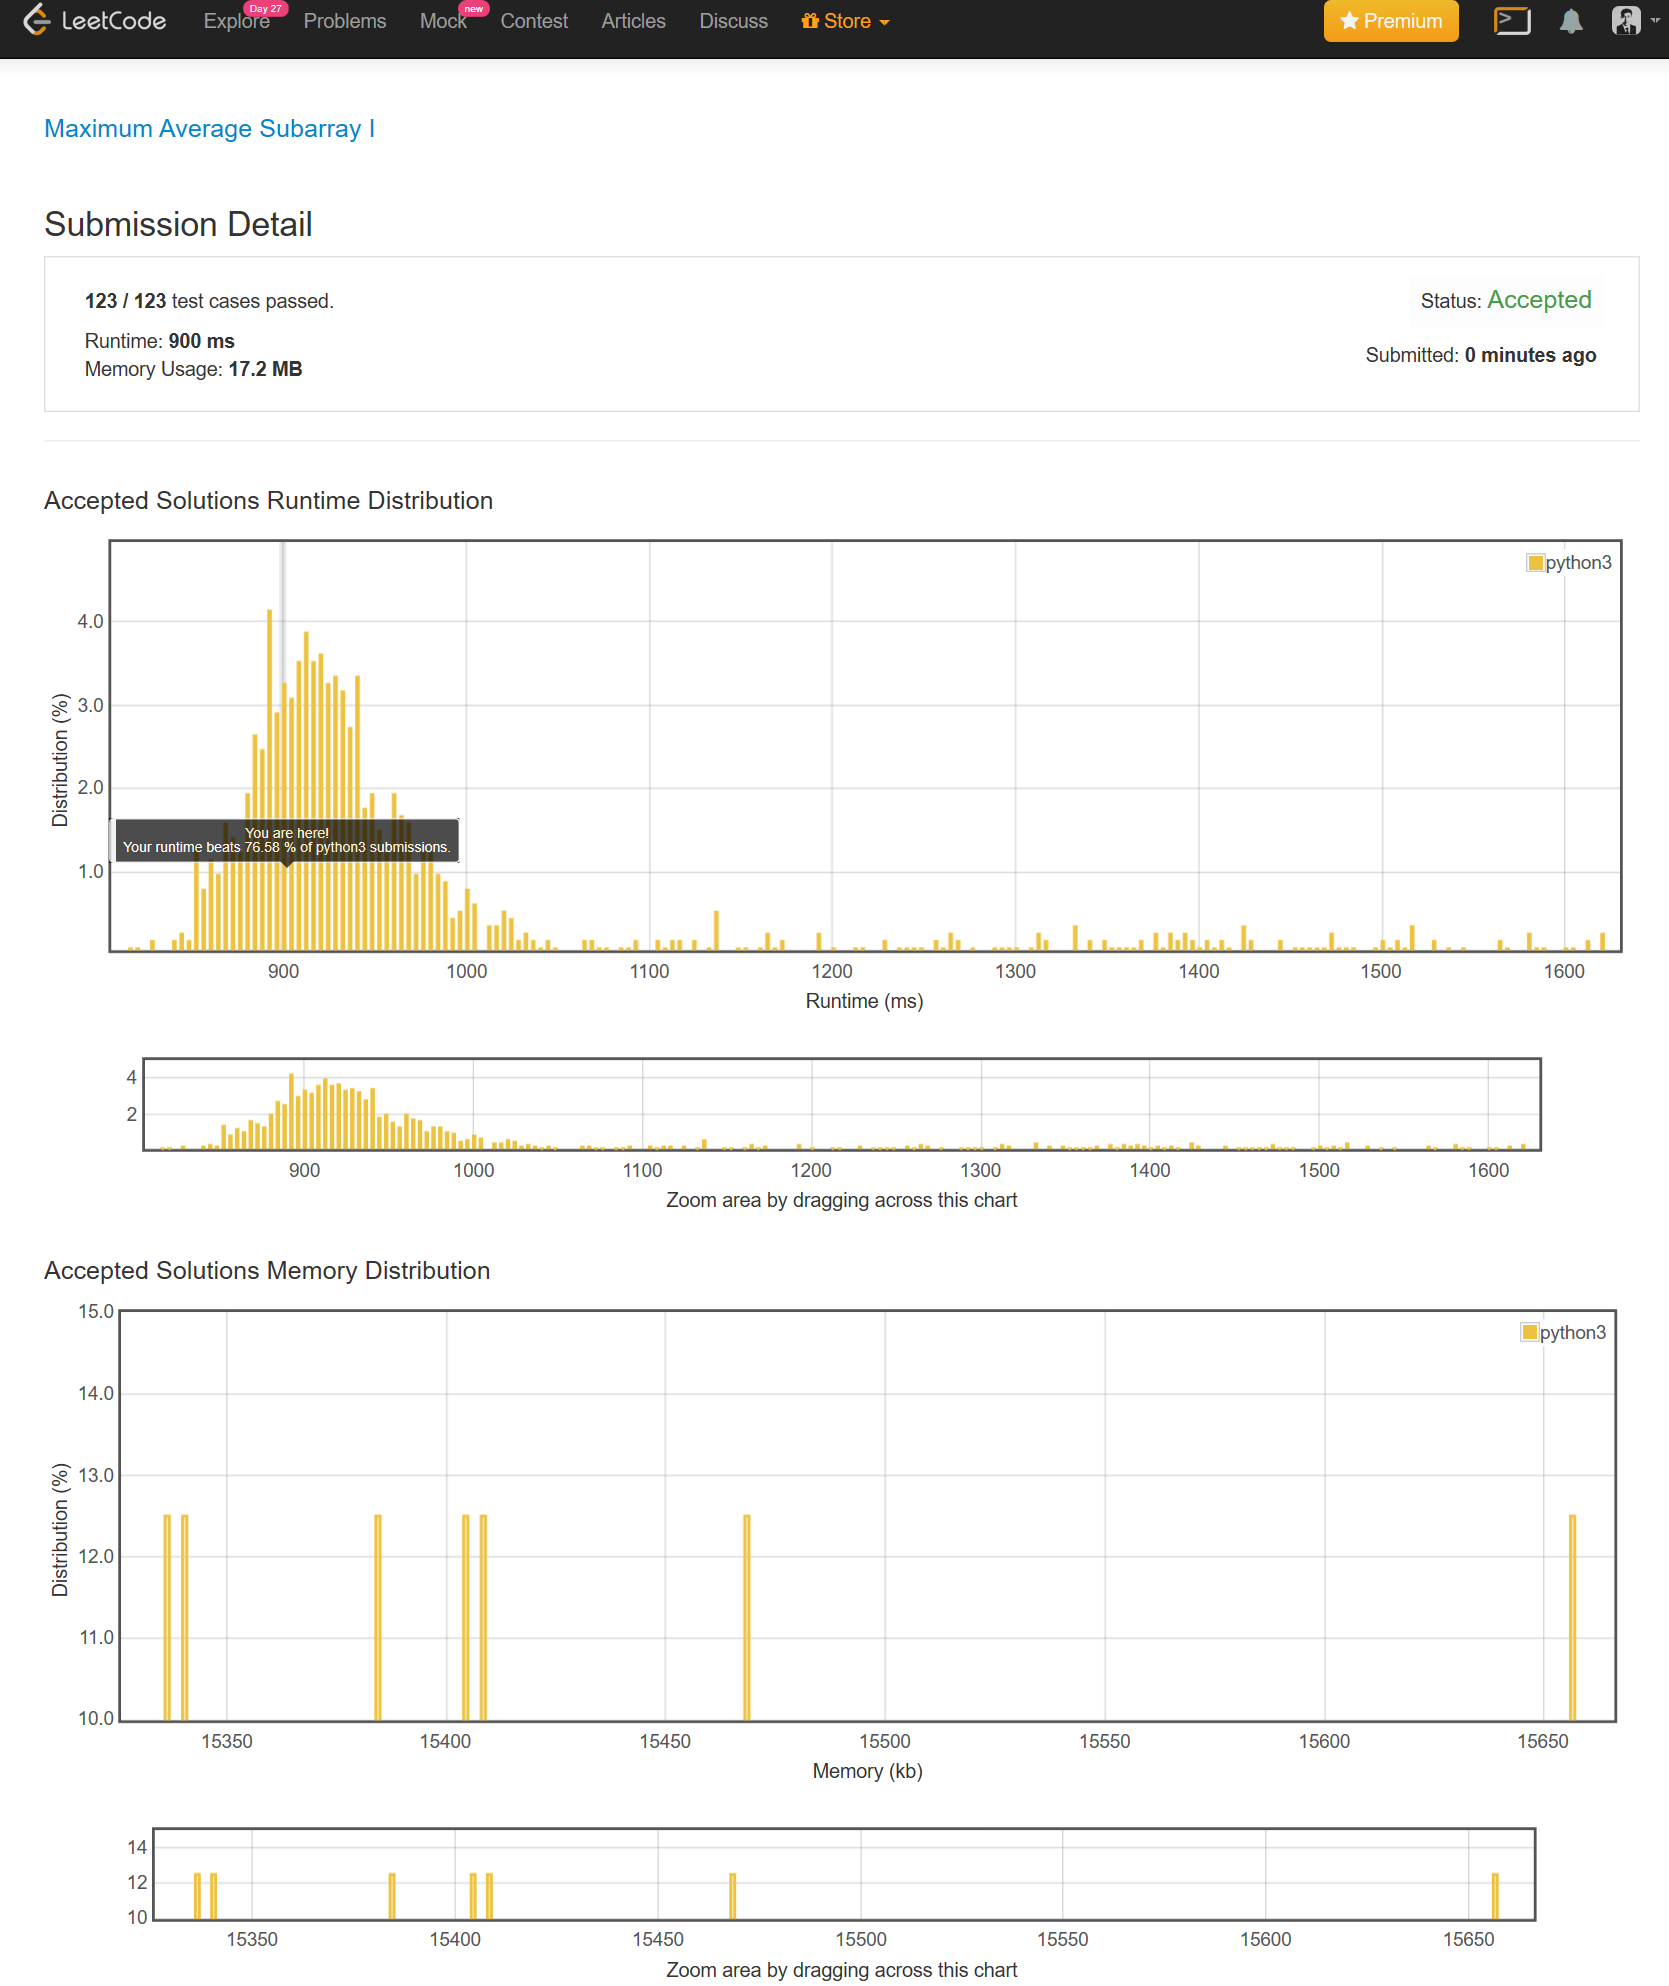 LeetCode Explore Day 27 Problems Mock new Contest Articles Discuss Store Premium
Maximum Average Subarray I
Submission Detail
123 / 123 test cases passed.
Status: Accepted
Runtime: 900 ms
Submitted: 0 minutes ago
Memory Usage: 17.2 MB
Accepted Solutions Runtime Distribution
python3
4.0
3.0
2.0
1.0
Distribution (%)
You are here!
Your runtime beats 76.58 % of python3 submissions.
900 1000 1100 1200 1300 1400 1500 1600
Runtime (ms)
4
2
900 1000 1100 1200 1300 1400 1500 1600
Zoom area by dragging across this chart
Accepted Solutions Memory Distribution
python3
15.0
14.0
13.0
12.0
11.0
10.0
Distribution (%)
15350 15400 15450 15500 15550 15600 15650
Memory (kb)
14
12
10
15350 15400 15450 15500 15550 15600 15650
Zoom area by dragging across this chart